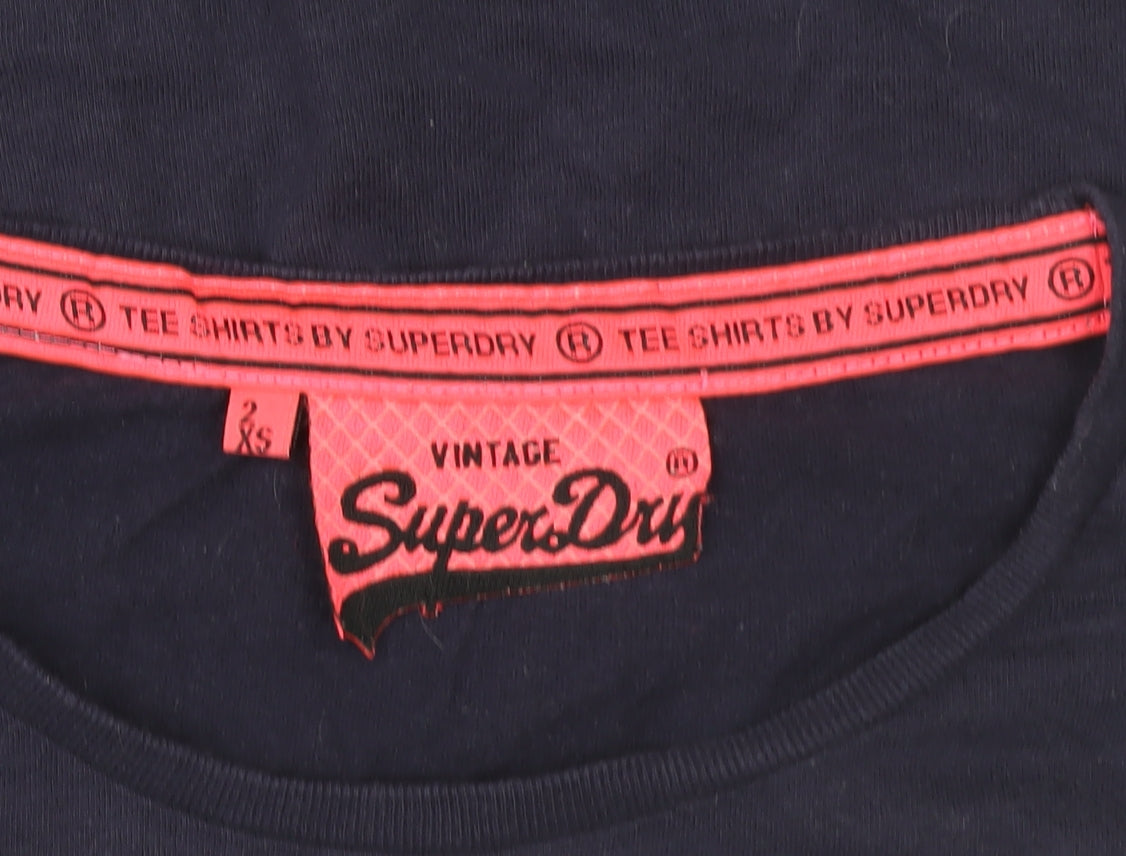 RY ® TEE SHIRTS BY SUPERDRY ® TEE SHIRTS BY SUPERDRY ®
2
XS
VINTAGE
SuperDry ®